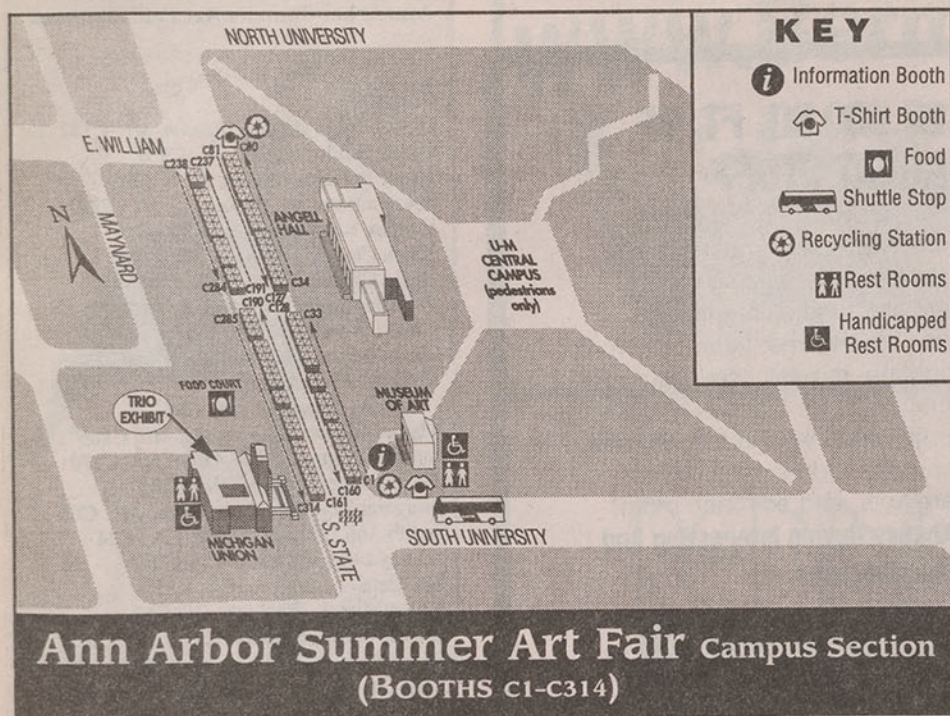 NORTH UNIVERSITY
E. WILLIAM
C238
C237
C81
C80
N
MAYNARD
ANGELL
HALL
U-M
CENTRAL
CAMPUS
(pedestrians
only)
C284
C191
C34
C190
C127
C285
C128
C33
FOOD COURT
TRIO
EXHIBIT
MUSEUM
OF ART
C1
C160
C314
C161
MICHIGAN
UNION
S. STATE
SOUTH UNIVERSITY
KEY
i Information Booth
T-Shirt Booth
Food
Shuttle Stop
Recycling Station
Rest Rooms
Handicapped
Rest Rooms
i
Ann Arbor Summer Art Fair Campus Section
(BOOTHS C1–C314)